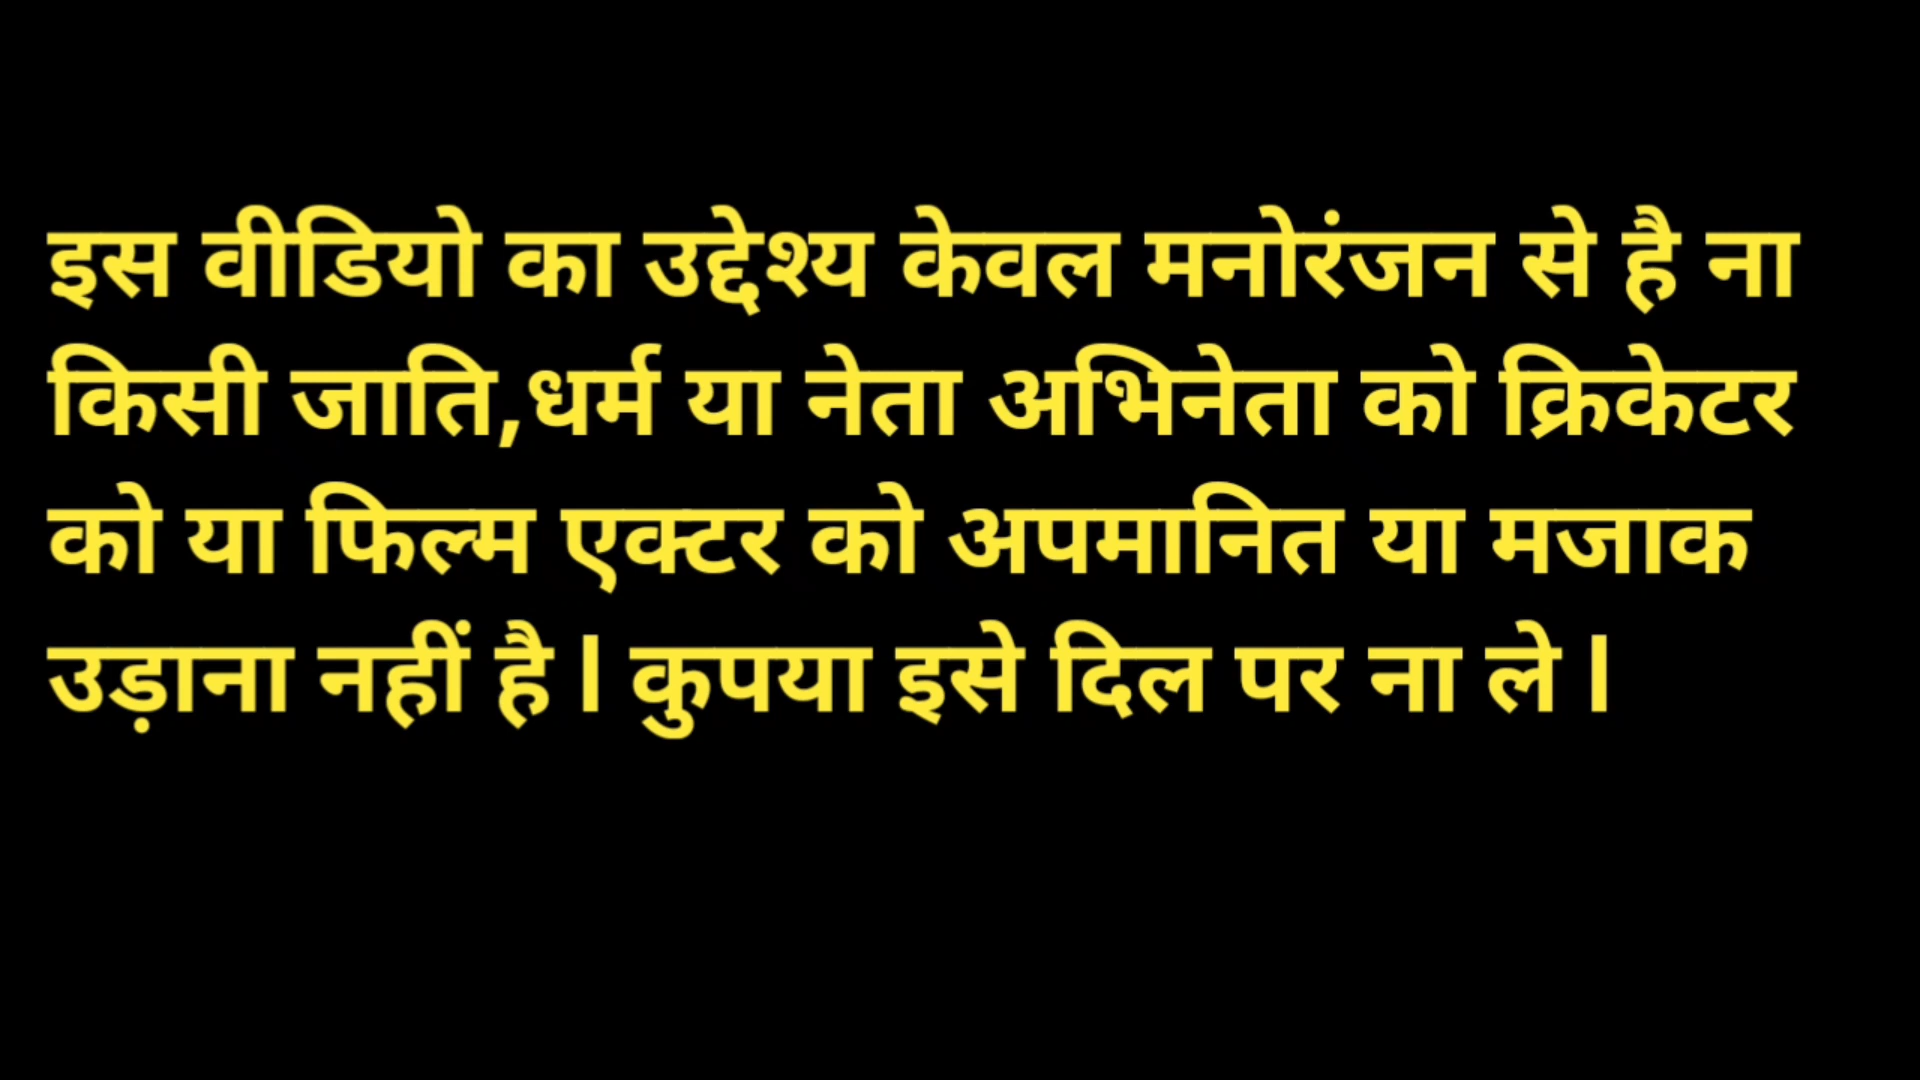 इस वीडियो का उद्देश्य केवल मनोरंजन से है ना
किसी जाति,धर्म या नेता अभिनेता को क्रिकेटर
को या फिल्म एक्टर को अपमानित या मजाक
उड़ाना नहीं है l कुपया इसे दिल पर ना ले l